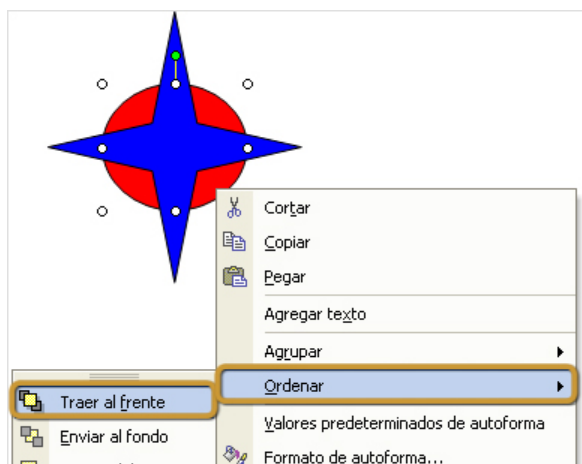 Cortar
Copiar
Pegar
Agregar texto
Agrupar
Ordenar
Traer al frente
Enviar al fondo
Valores predeterminados de autoforma
Formato de autoforma...